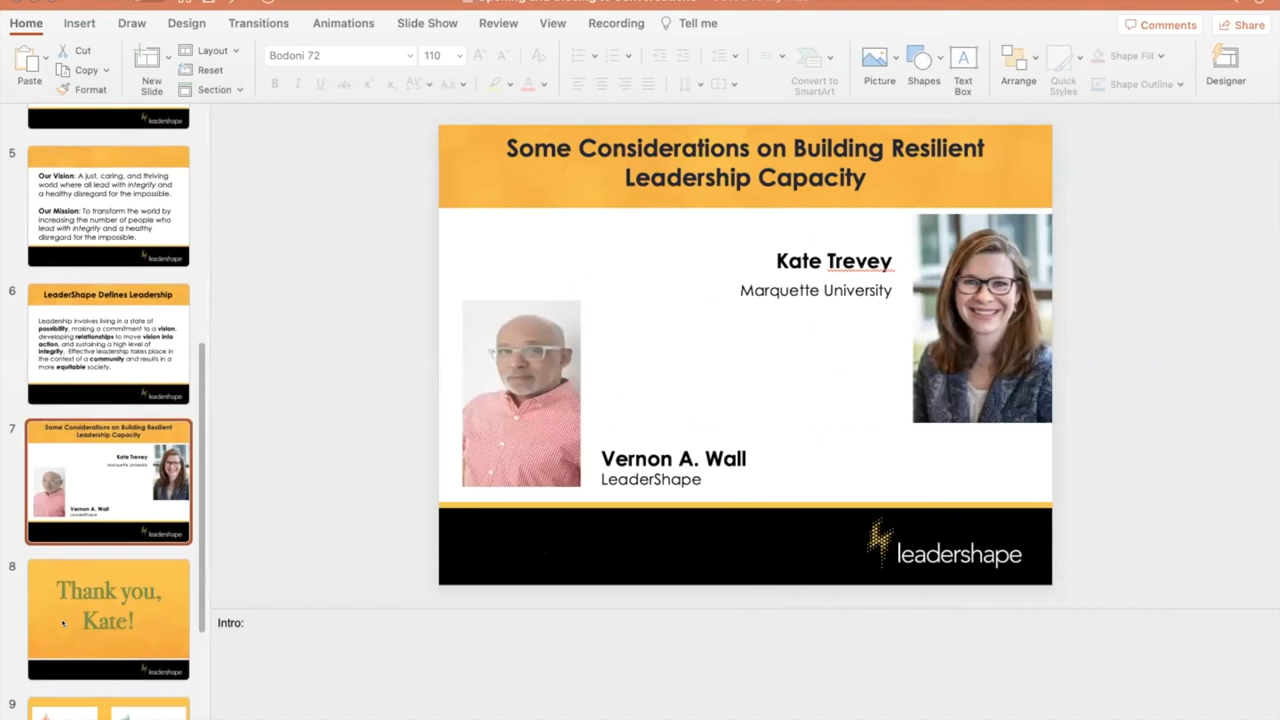 Home Insert Draw Design Transitions Animations Slide Show Review View Recording Tell me
Comments Share
Cut
Copy
Format
Paste
New
Slide
Layout
Reset
Section
Bodoni 72
110
Convert to
SmartArt
Picture
Shapes
Text
Box
Arrange
Quick
Styles
Shape Fill
Shape Outline
Designer
leadershape
5
Our Vision: A just, caring, and thriving
world where all lead with integrity and
a healthy disregard for the impossible.
Our Mission: To transform the world by
increasing the number of people who
lead with integrity and a healthy
disregard for the impossible.
leadershape
6
LeaderShape Defines Leadership
Leadership involves living in a state of
possibility, making a commitment to a vision,
developing relationships to move vision into
action, and sustaining a high level of
integrity. Effective leadership takes place in
the context of a community and results in a
more equitable society.
leadershape
7
Some Considerations on Building Resilient
Leadership Capacity
Kate Trevey
Marquette University
Vernon A. Wall
LeaderShape
leadershape
8
Thank you,
Kate!
leadershape
9
Some Considerations on Building Resilient
Leadership Capacity
Kate Trevey
Marquette University
Vernon A. Wall
LeaderShape
leadershape
Intro: